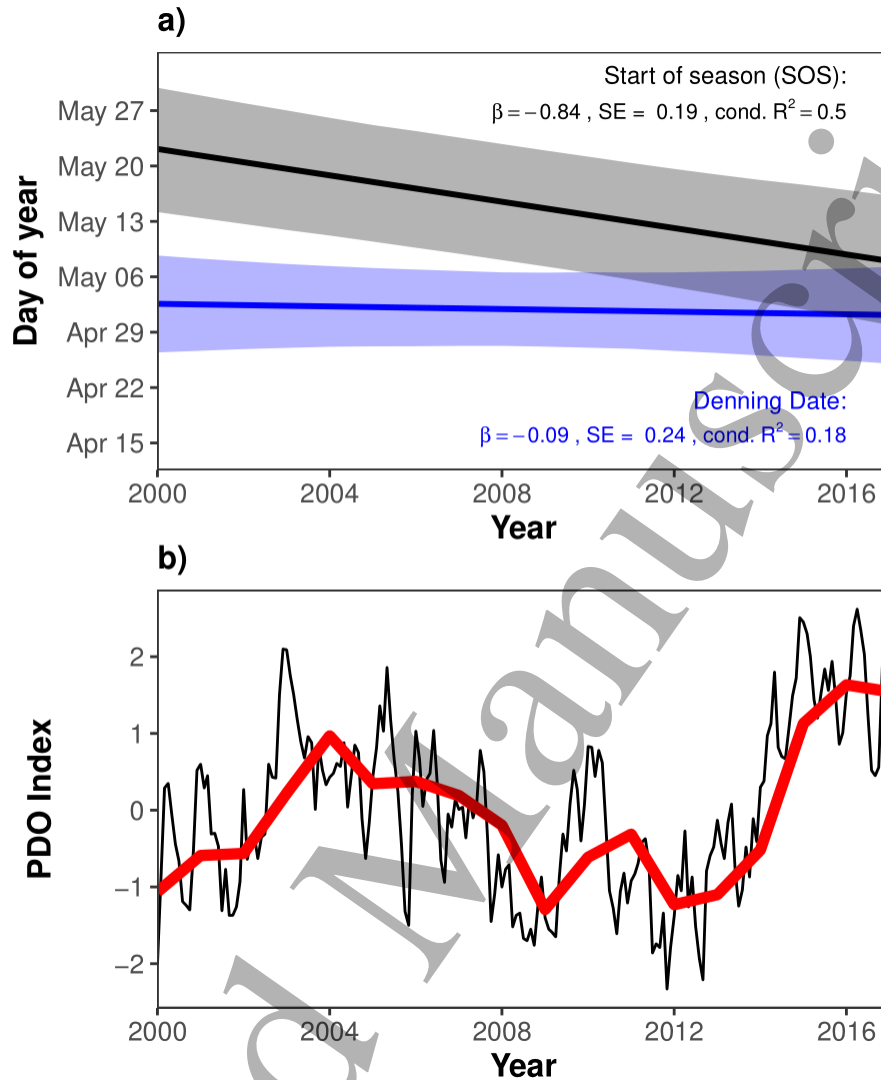 a)
Start of season (SOS):
β = −0.84 , SE = 0.19 , cond. R² = 0.5
May 27
May 20
May 13
May 06
Apr 29
Apr 22
Apr 15
Day of year
Denning Date:
β = −0.09 , SE = 0.24 , cond. R² = 0.18
2000 2004 2008 2012 2016
Year
b)
2
1
0
−1
−2
PDO Index
2000 2004 2008 2012 2016
Year
d Manuscri